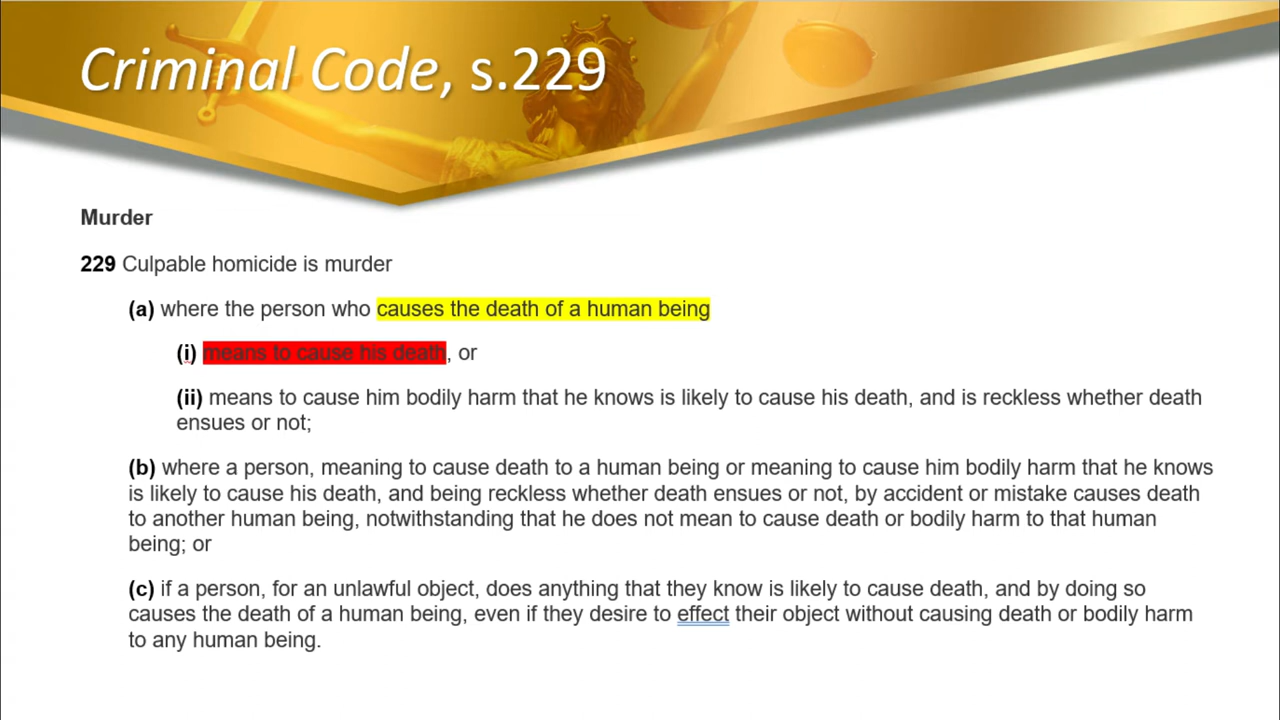 Criminal Code, s.229
Murder
229 Culpable homicide is murder
(a) where the person who causes the death of a human being
(i) means to cause his death, or
(ii) means to cause him bodily harm that he knows is likely to cause his death, and is reckless whether death
ensues or not;
(b) where a person, meaning to cause death to a human being or meaning to cause him bodily harm that he knows
is likely to cause his death, and being reckless whether death ensues or not, by accident or mistake causes death
to another human being, notwithstanding that he does not mean to cause death or bodily harm to that human
being; or
(c) if a person, for an unlawful object, does anything that they know is likely to cause death, and by doing so
causes the death of a human being, even if they desire to effect their object without causing death or bodily harm
to any human being.